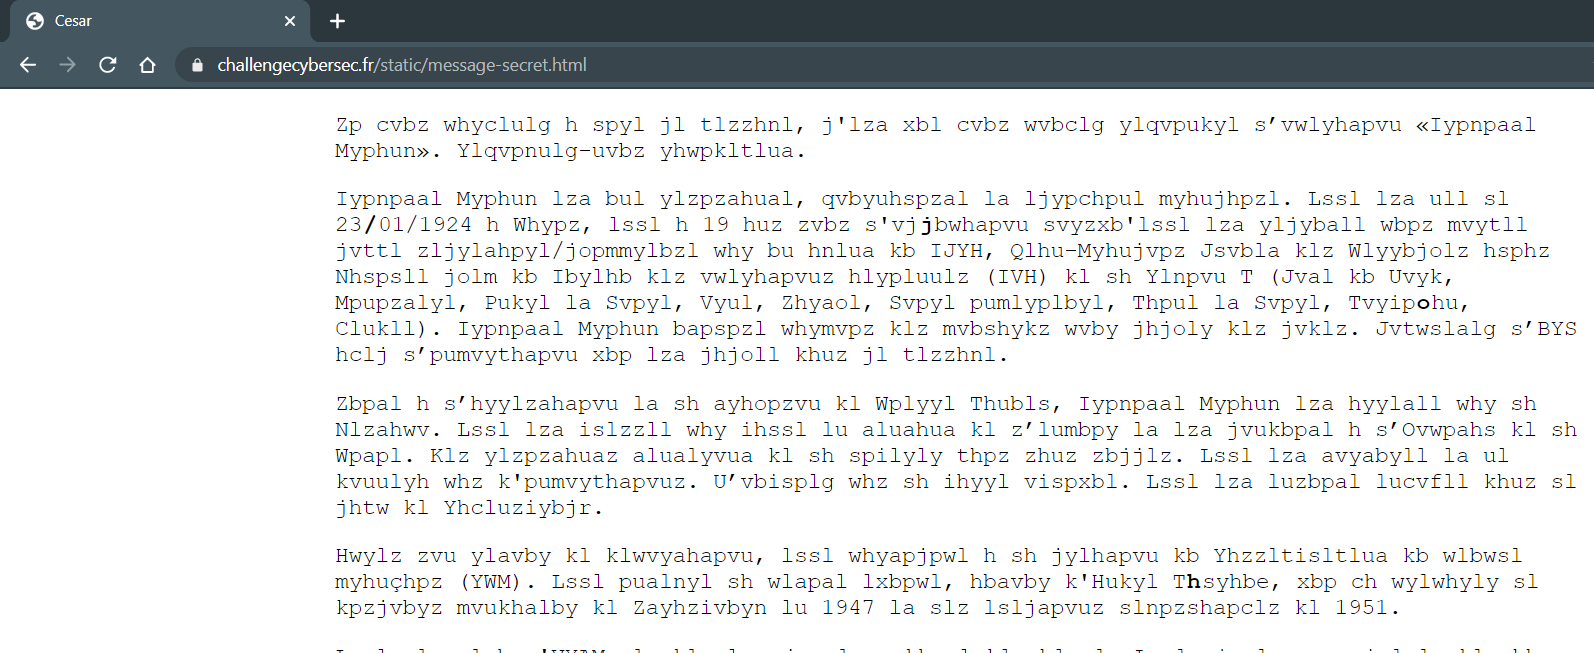 Cesar
challengecybersec.fr/static/message-secret.html
Zp cvbz whyclulg h spyl jl tlzzhnl, j'lza xbl cvbz wvbclg ylqvpukyl s’vwlyhapvu «Iypnpaal
Myphun». Ylqvpnulg-uvbz yhwpkltlua.
Iypnpaal Myphun lza bul ylzpzahual, qvbyuhspzal la ljypchpul myhujhpzl. Lssl lza ull sl
23/01/1924 h Whypz, lssl h 19 huz zvbz s'vjjbwhapvu svyzxb'lssl lza yljyball wbpz mvytll
jvttl zljylahpyl/jopmmylbzl why bu hnlua kb IJYH, Qlhu-Myhujvpz Jsvbla klz Wlyybjolz hsphz
Nhspsll jolm kb Ibylhb klz vwlyhapvuz hlypluulz (IVH) kl sh Ylnpvu T (Jval kb Uvyk,
Mpupzalyl, Pukyl la Svpyl, Vyul, Zhyaol, Svpyl pumlyplbyl, Thpul la Svpyl, Tvyipohu,
Clukll). Iypnpaal Myphun bapspzl whymvpz klz mvbshykz wvby jhjoly klz jvklz. Jvtwslalg s’BYS
hclj s’pumvythapvu xbp lza jhjoll khuz jl tlzzhnl.
Zbpal h s’hyylzahapvu la sh ayhopzvu kl Wplyyl Thubls, Iypnpaal Myphun lza hyylall why sh
Nlzahwv. Lssl lza islzzll why ihssl lu aluahua kl z’lumbpy la lza jvukbpal h s’Ovwpahs kl sh
Wpapl. Klz ylzpzahuaz alualyvua kl sh spilyly thpz zhuz zbjjlz. Lssl lza avyabyll la ul
kvuulyh whz k'pumvythapvuz. U’vbisplg whz sh ihyyl vispxbl. Lssl lza luzbpal lucvfll khuz sl
jhtw kl Yhcluziybjr.
Hwylz zvu ylavby kl klwvyahapvu, lssl whyapjpwl h sh jylhapvu kb Yhzzltisltlua kb wlbwsl
myhuçhpz (YWM). Lssl pualnyl sh wlapal lxbpwl, hbavby k'Hukyl Thsyhbe, xbp ch wylwhyly sl
kpzjvbyz mvukhalby kl Zayhzivbyn lu 1947 la slz lsljapvuz slnpzshapclz kl 1951.